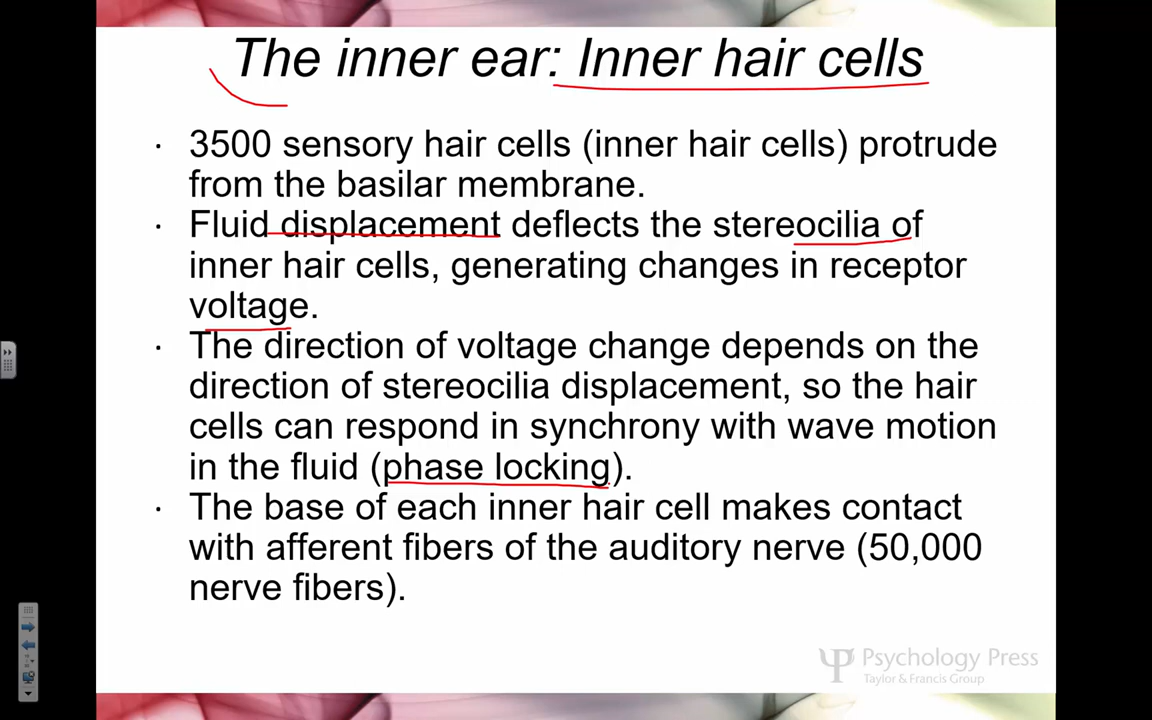 The inner ear: Inner hair cells
· 3500 sensory hair cells (inner hair cells) protrude
from the basilar membrane.
· Fluid displacement deflects the stereocilia of
inner hair cells, generating changes in receptor
voltage.
· The direction of voltage change depends on the
direction of stereocilia displacement, so the hair
cells can respond in synchrony with wave motion
in the fluid (phase locking).
· The base of each inner hair cell makes contact
with afferent fibers of the auditory nerve (50,000
nerve fibers).
Psychology Press
Taylor & Francis Group